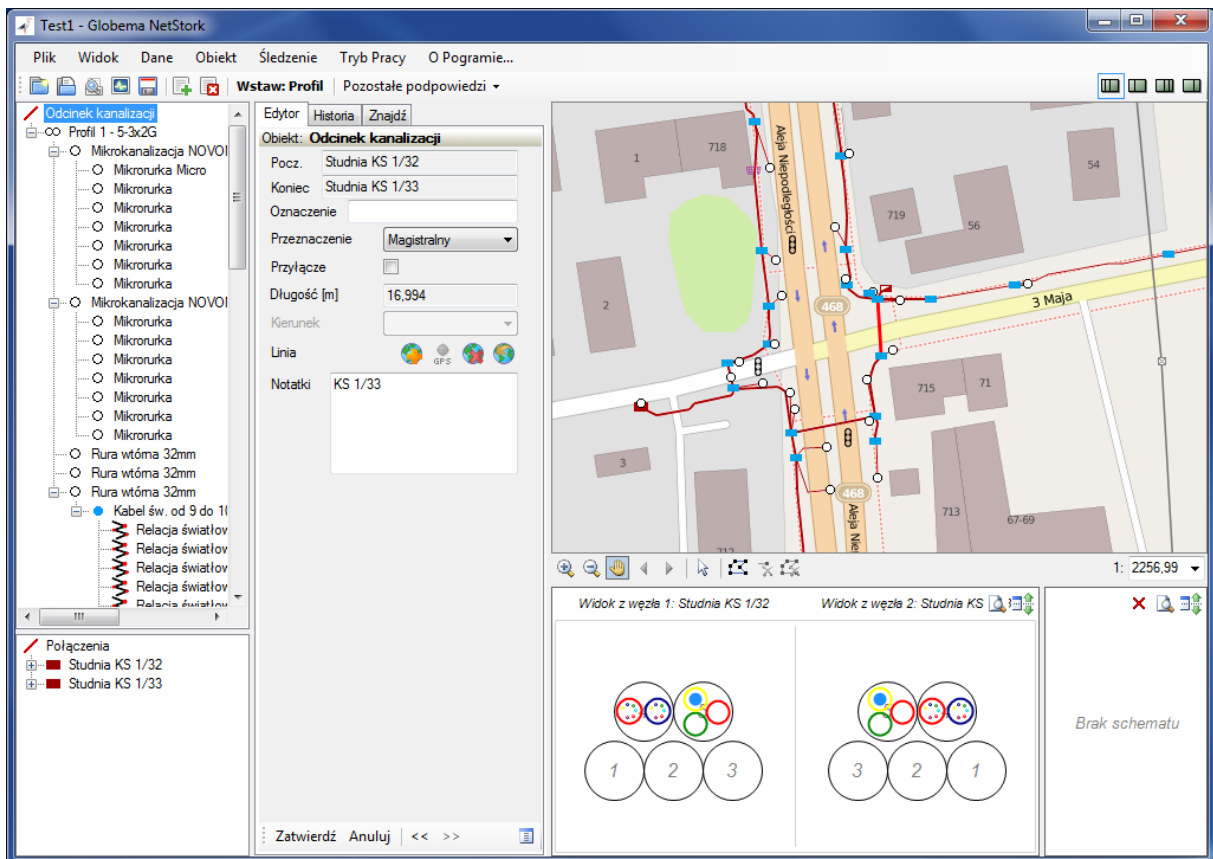 Test1 - Globema NetStork
Plik Widok Dane Obiekt Śledzenie Tryb Pracy O Pogramie...
Wstaw: Profil Pozostałe podpowiedzi
Odcinek kanalizacji
Profil 1 - 5-3x2G
Mikrokanalizacja NOVO
Mikrorurka Micro
Mikrorurka
Mikrorurka
Mikrorurka
Mikrorurka
Mikrorurka
Mikrorurka
Mikrokanalizacja NOVO
Mikrorurka
Mikrorurka
Mikrorurka
Mikrorurka
Mikrorurka
Mikrorurka
Mikrorurka
Rura wtórna 32mm
Rura wtórna 32mm
Rura wtórna 32mm
Kabel św. od 9 do 10
Relacja światłow
Relacja światłow
Relacja światłow
Relacja światłow
Relacja światłow
Połączenia
Studnia KS 1/32
Studnia KS 1/33
Edytor Historia Znajdź
Obiekt: Odcinek kanalizacji
Pocz. Studnia KS 1/32
Koniec Studnia KS 1/33
Oznaczenie
Przeznaczenie Magistralny
Przyłącze
Długość [m] 16,994
Kierunek
Linia GPS
Notatki KS 1/33
Zatwierdź Anuluj << >>
1
718
Aleja Niepodległości
54
719
56
2
468
3 Maja
715
71
3
468
Aleja Nie
713
67-69
712
1: 2256,99
Widok z węzła 1: Studnia KS 1/32 Widok z węzła 2: Studnia KS
1 2 3 3 2 1
Brak schematu